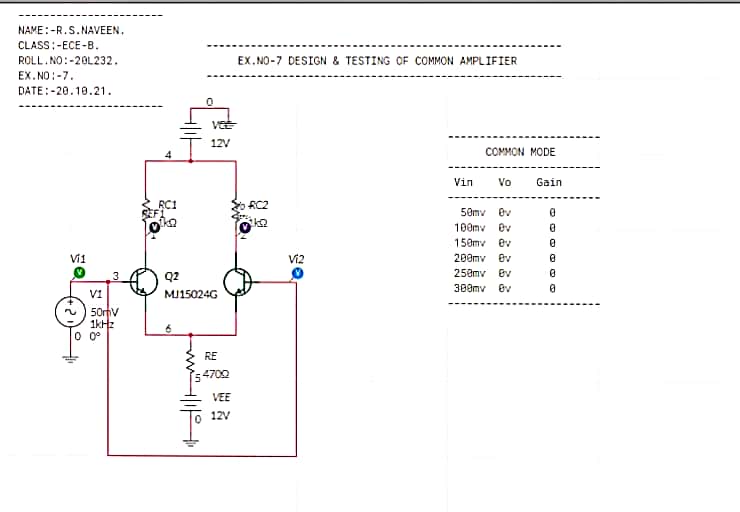 NAME:-R.S.NAVEEN.
CLASS:-ECE-B.
ROLL.NO:-20L232.
EX.NO:-7.
DATE:-20.10.21.
EX.NO-7 DESIGN & TESTING OF COMMON AMPLIFIER
0
12V
4
RC1
1kΩ
RC2
1kΩ
Vi1
V
3
V1
50mV
1kHz
0°
0
Q2
MJ15024G
Vi2
V
6
RE
470Ω
5
VEE
12V
0
COMMON MODE
Vin Vo Gain
50mv 0v 0
100mv 0v 0
150mv 0v 0
200mv 0v 0
250mv 0v 0
300mv 0v 0